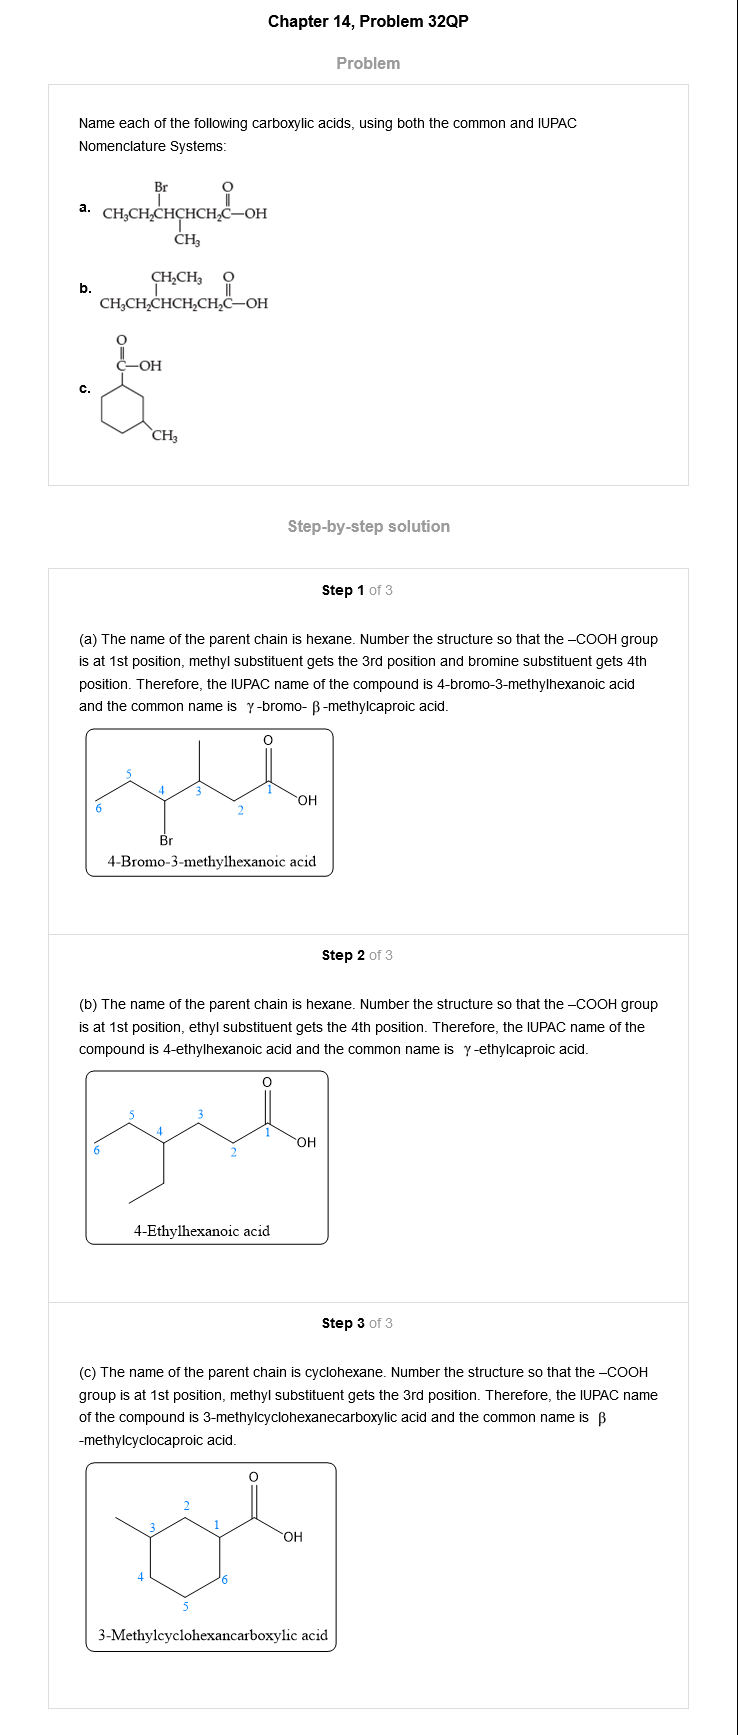 Chapter 14, Problem 32QP
Problem
Name each of the following carboxylic acids, using both the common and IUPAC
Nomenclature Systems:
Br O
a. CH₃CH₂CHCHCH₂C—OH
CH₃
CH₂CH₃ O
b.
CH₃CH₂CHCH₂CH₂C—OH
O
C—OH
c.
CH₃
Step-by-step solution
Step 1 of 3
(a) The name of the parent chain is hexane. Number the structure so that the –COOH group
is at 1st position, methyl substituent gets the 3rd position and bromine substituent gets 4th
position. Therefore, the IUPAC name of the compound is 4-bromo-3-methylhexanoic acid
and the common name is γ-bromo- β-methylcaproic acid.
O
5
4 3 1
OH
6 2
Br
4-Bromo-3-methylhexanoic acid
Step 2 of 3
(b) The name of the parent chain is hexane. Number the structure so that the –COOH group
is at 1st position, ethyl substituent gets the 4th position. Therefore, the IUPAC name of the
compound is 4-ethylhexanoic acid and the common name is γ-ethylcaproic acid.
O
5 3
4 1
OH
6 2
4-Ethylhexanoic acid
Step 3 of 3
(c) The name of the parent chain is cyclohexane. Number the structure so that the –COOH
group is at 1st position, methyl substituent gets the 3rd position. Therefore, the IUPAC name
of the compound is 3-methylcyclohexanecarboxylic acid and the common name is β
-methylcyclocaproic acid.
O
2
3 1
OH
4 6
5
3-Methylcyclohexancarboxylic acid